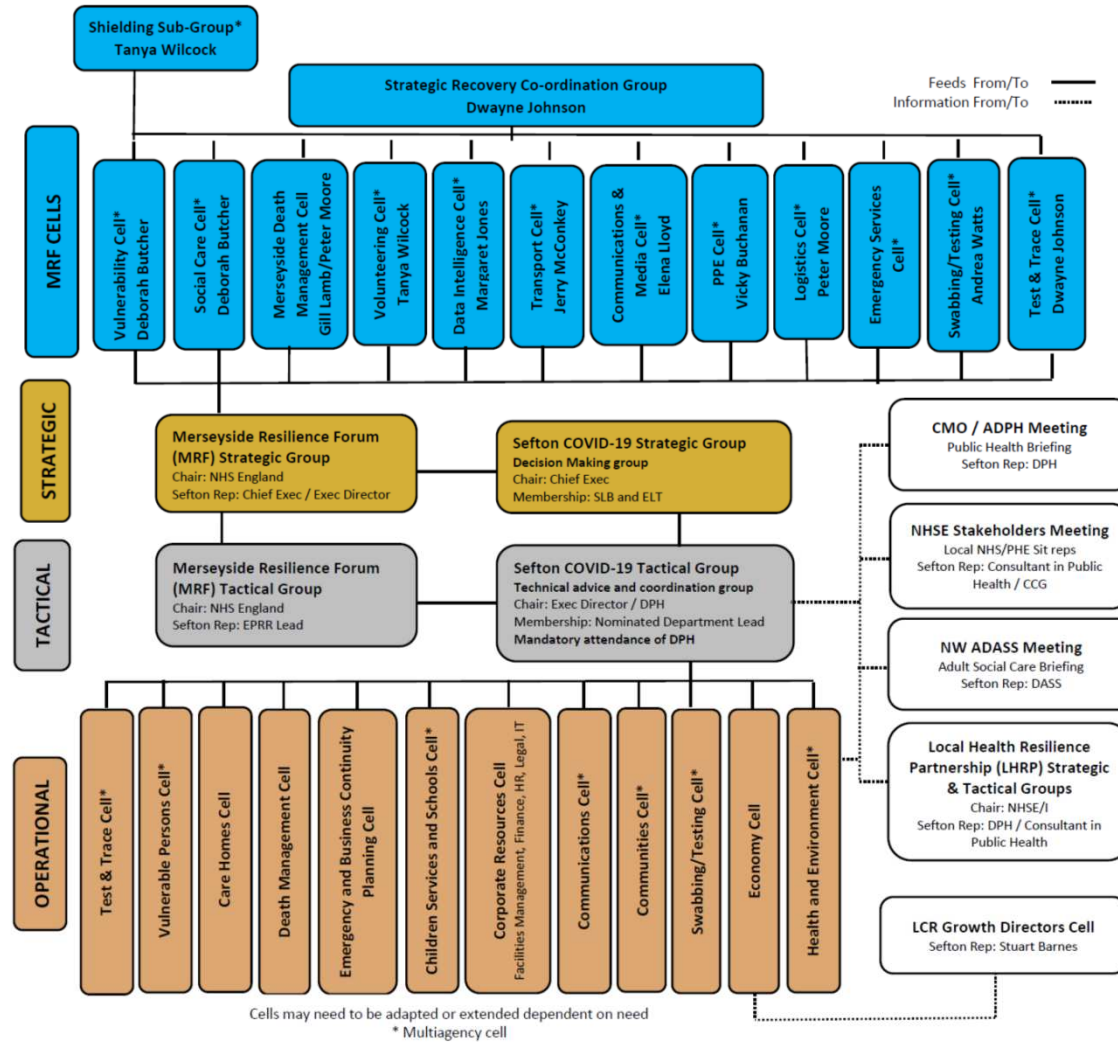 Shielding Sub-Group*
Tanya Wilcock
Strategic Recovery Co-ordination Group
Dwayne Johnson
Feeds From/To
Information From/To
MRF CELLS
Vulnerability Cell*
Deborah Butcher
Social Care Cell*
Deborah Butcher
Merseyside Death
Management Cell
Gill Lamb/Peter Moore
Volunteering Cell*
Tanya Wilcock
Data Intelligence Cell*
Margaret Jones
Transport Cell*
Jerry McConkey
Communications &
Media Cell*
Elena Lloyd
PPE Cell*
Vicky Buchanan
Logistics Cell*
Peter Moore
Emergency Services
Cell*
Swabbing/Testing Cell*
Andrea Watts
Test & Trace Cell*
Dwayne Johnson
STRATEGIC
Merseyside Resilience Forum
(MRF) Strategic Group
Chair: NHS England
Sefton Rep: Chief Exec / Exec Director
Sefton COVID-19 Strategic Group
Decision Making group
Chair: Chief Exec
Membership: SLB and ELT
CMO / ADPH Meeting
Public Health Briefing
Sefton Rep: DPH
NHSE Stakeholders Meeting
Local NHS/PHE Sit reps
Sefton Rep: Consultant in Public
Health / CCG
TACTICAL
Merseyside Resilience Forum
(MRF) Tactical Group
Chair: NHS England
Sefton Rep: EPRR Lead
Sefton COVID-19 Tactical Group
Technical advice and coordination group
Chair: Exec Director / DPH
Membership: Nominated Department Lead
Mandatory attendance of DPH
NW ADASS Meeting
Adult Social Care Briefing
Sefton Rep: DASS
Local Health Resilience
Partnership (LHRP) Strategic
& Tactical Groups
Chair: NHSE/I
Sefton Rep: DPH / Consultant in
Public Health
OPERATIONAL
Test & Trace Cell*
Vulnerable Persons Cell*
Care Homes Cell
Death Management Cell
Emergency and Business Continuity
Planning Cell
Children Services and Schools Cell*
Corporate Resources Cell
Facilities Management, Finance, HR, Legal, IT
Communications Cell*
Communities Cell*
Swabbing/Testing Cell*
Economy Cell
Health and Environment Cell*
LCR Growth Directors Cell
Sefton Rep: Stuart Barnes
Cells may need to be adapted or extended dependent on need
* Multiagency cell